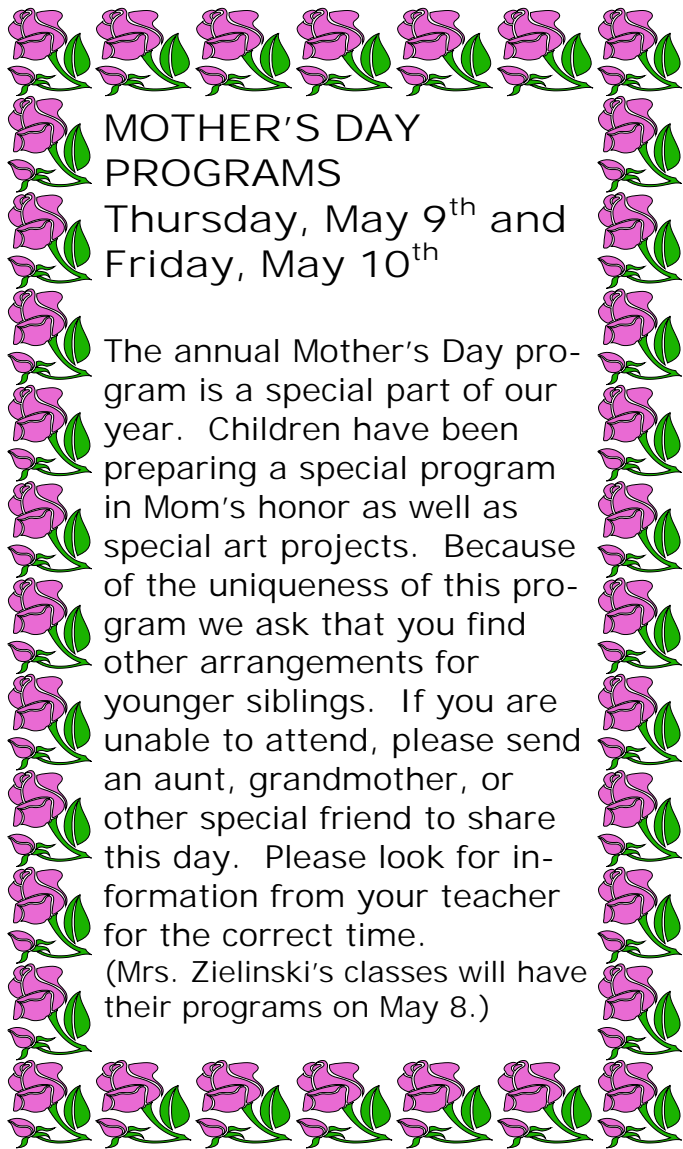 MOTHER’S DAY
PROGRAMS
Thursday, May 9th and
Friday, May 10th
The annual Mother’s Day pro-
gram is a special part of our
year.  Children have been
preparing a special program
in Mom’s honor as well as
special art projects.  Because
of the uniqueness of this pro-
gram we ask that you find
other arrangements for
younger siblings.  If you are
unable to attend, please send
an aunt, grandmother, or
other special friend to share
this day.  Please look for in-
formation from your teacher
for the correct time.
(Mrs. Zielinski’s classes will have
their programs on May 8.)